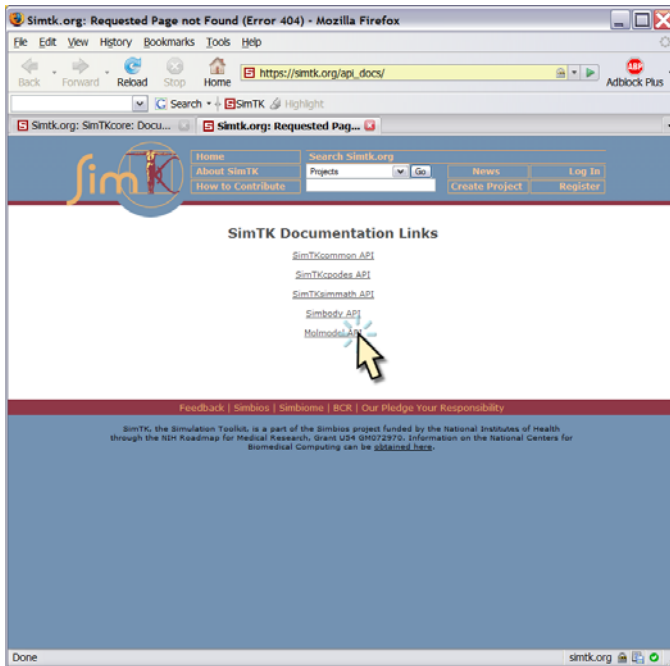 Simtk.org: Requested Page not Found (Error 404) - Mozilla Firefox
File Edit View History Bookmarks Tools Help
Back Forward Reload Stop Home https://simtk.org/api_docs/ ABP Adblock Plus
Search SimTK Highlight
Simtk.org: SimTKcore: Docu... Simtk.org: Requested Pag...
SimTK
Home Search Simtk.org
About SimTK Projects Go News Log In
How to Contribute Create Project Register
SimTK Documentation Links
SimTKcommon API
SimTKcpodes API
SimTKsimmath API
Simbody API
Molmodel API
Feedback | Simbios | Simbiome | BCR | Our Pledge Your Responsibility
SimTK, the Simulation Toolkit, is a part of the Simbios project funded by the National Institutes of Health
through the NIH Roadmap for Medical Research, Grant U54 GM072970. Information on the National Centers for
Biomedical Computing can be obtained here.
Done simtk.org